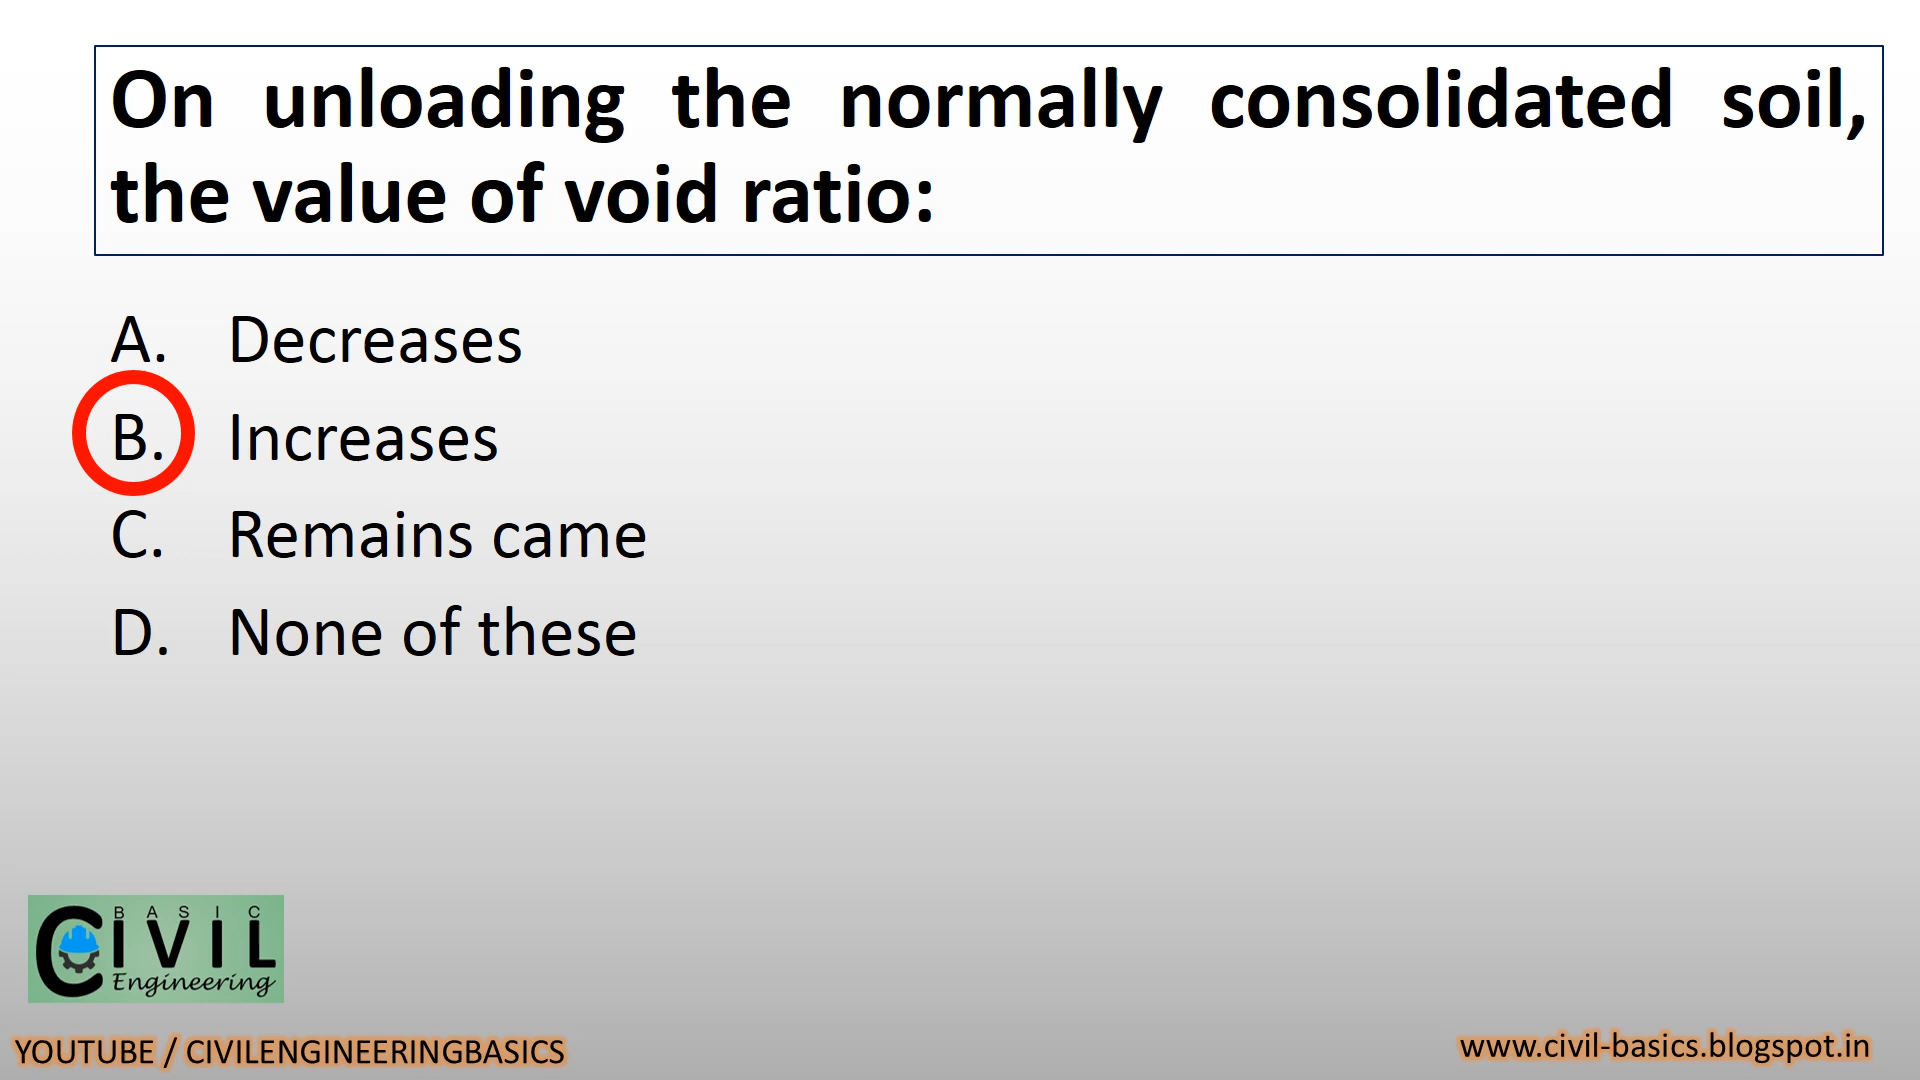 On unloading the normally consolidated soil,
the value of void ratio:
A. Decreases
B. Increases
C. Remains came
D. None of these
BASIC
CIVIL
Engineering
YOUTUBE / CIVILENGINEERINGBASICS
www.civil-basics.blogspot.in